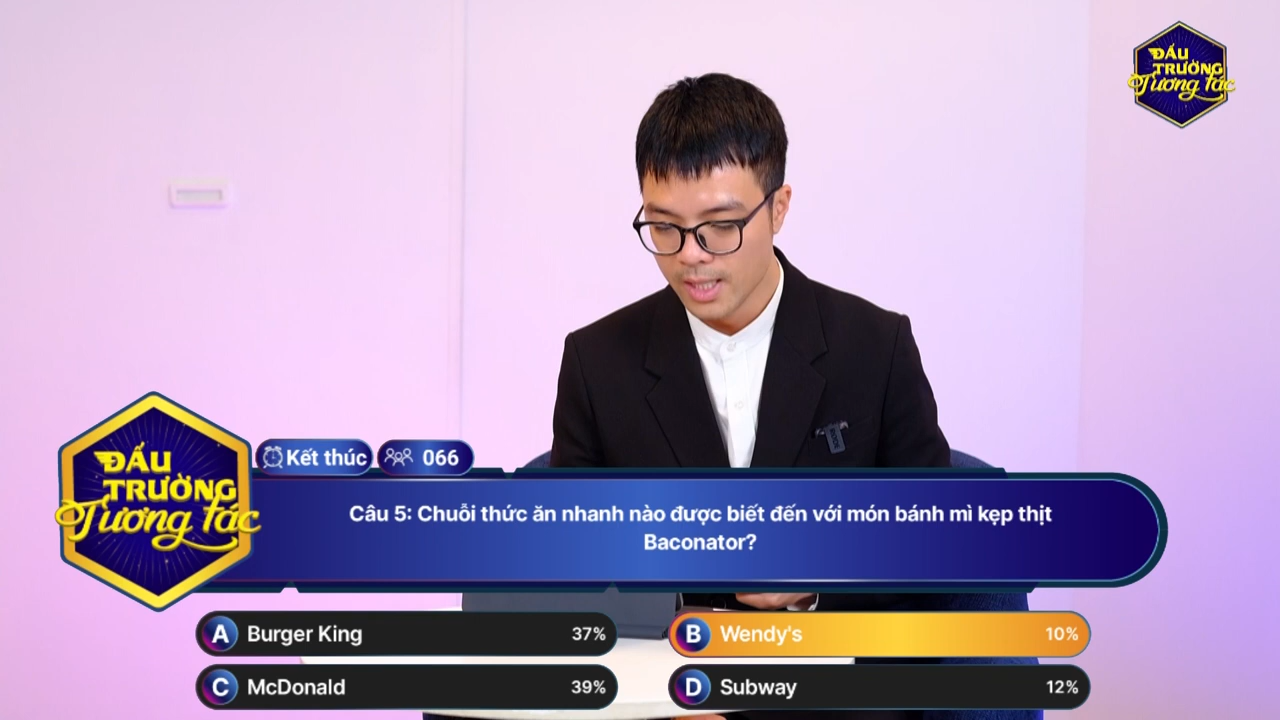 ĐẤU
TRƯỜNG
Tương tác
ĐẤU
TRƯỜNG
Tương tác
Kết thúc
066
Câu 5: Chuỗi thức ăn nhanh nào được biết đến với món bánh mì kẹp thịt
Baconator?
A Burger King 37%
B Wendy's 10%
C McDonald 39%
D Subway 12%